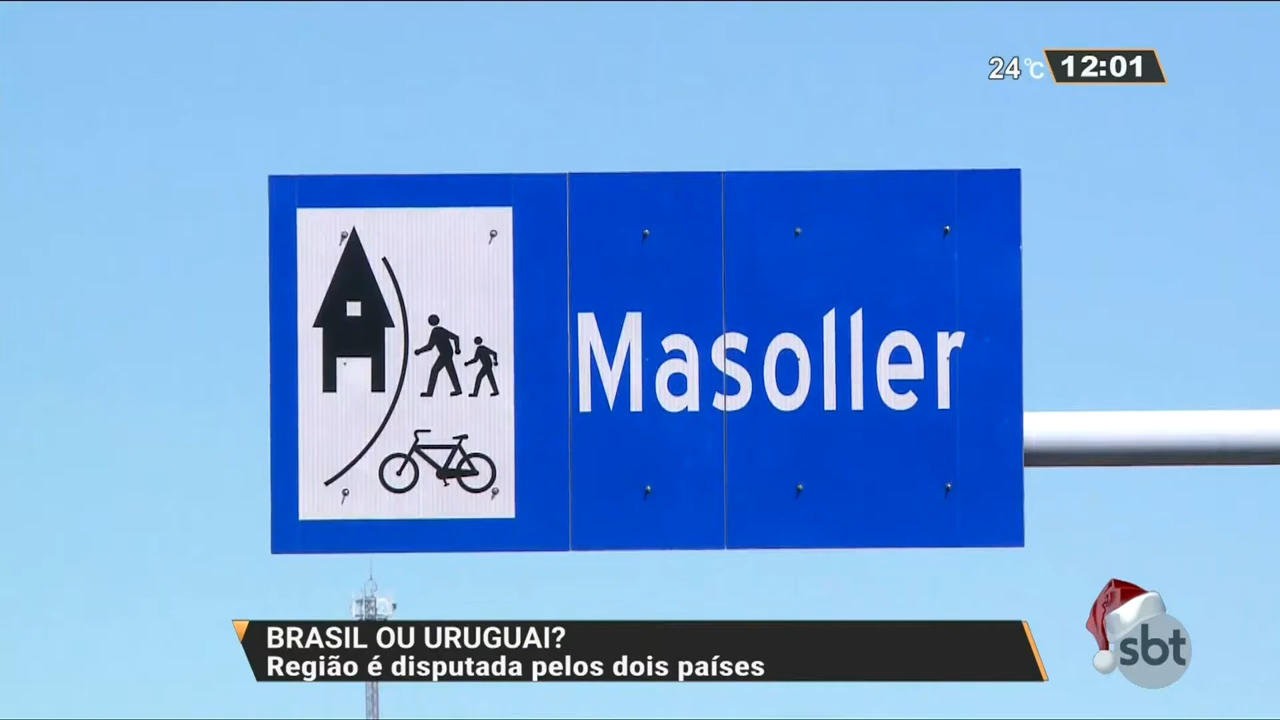 24°C 12:01
Masoller
BRASIL OU URUGUAI?
Região é disputada pelos dois países
sbt